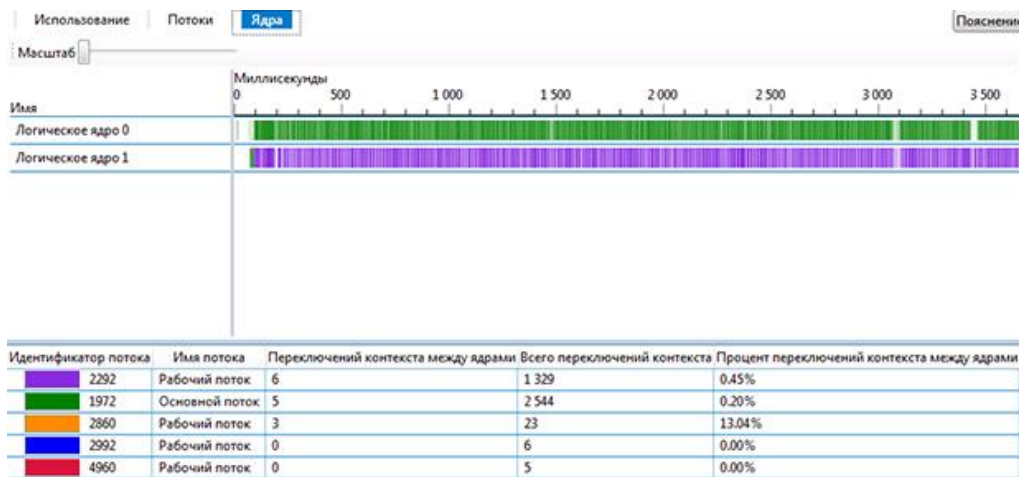 Использование Потоки Ядра Пояснение
Масштаб
Миллисекунды
Имя 0 500 1 000 1 500 2 000 2 500 3 000 3 500
Логическое ядро 0
Логическое ядро 1
Идентификатор потока Имя потока Переключений контекста между ядрами Всего переключений контекста Процент переключений контекста между ядрами
2292 Рабочий поток 6 1 329 0.45%
1972 Основной поток 5 2 544 0.20%
2860 Рабочий поток 3 23 13.04%
2992 Рабочий поток 0 6 0.00%
4960 Рабочий поток 0 5 0.00%